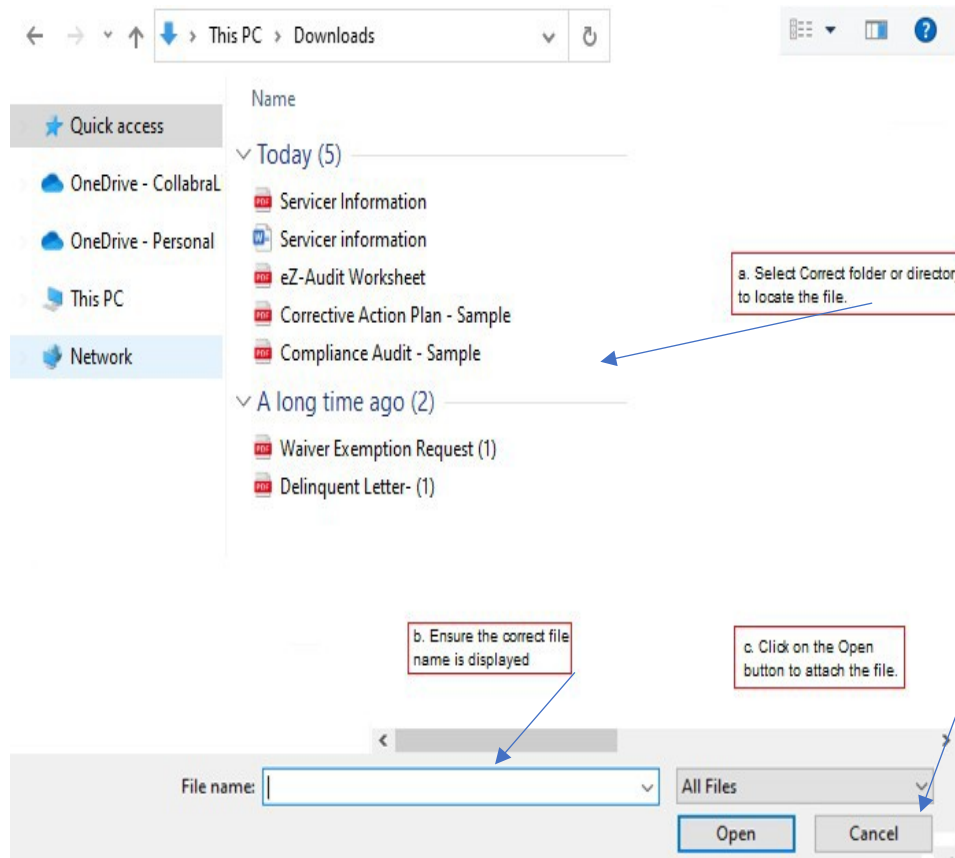 This PC > Downloads
Name
Quick access
Today (5)
OneDrive - CollabraL
Servicer Information
Servicer information
OneDrive - Personal
eZ-Audit Worksheet
This PC
Corrective Action Plan - Sample
Network
Compliance Audit - Sample
a. Select Correct folder or director
to locate the file.
A long time ago (2)
Waiver Exemption Request (1)
Delinquent Letter- (1)
b. Ensure the correct file
name is displayed
c. Click on the Open
button to attach the file.
File name:
All Files
Open
Cancel